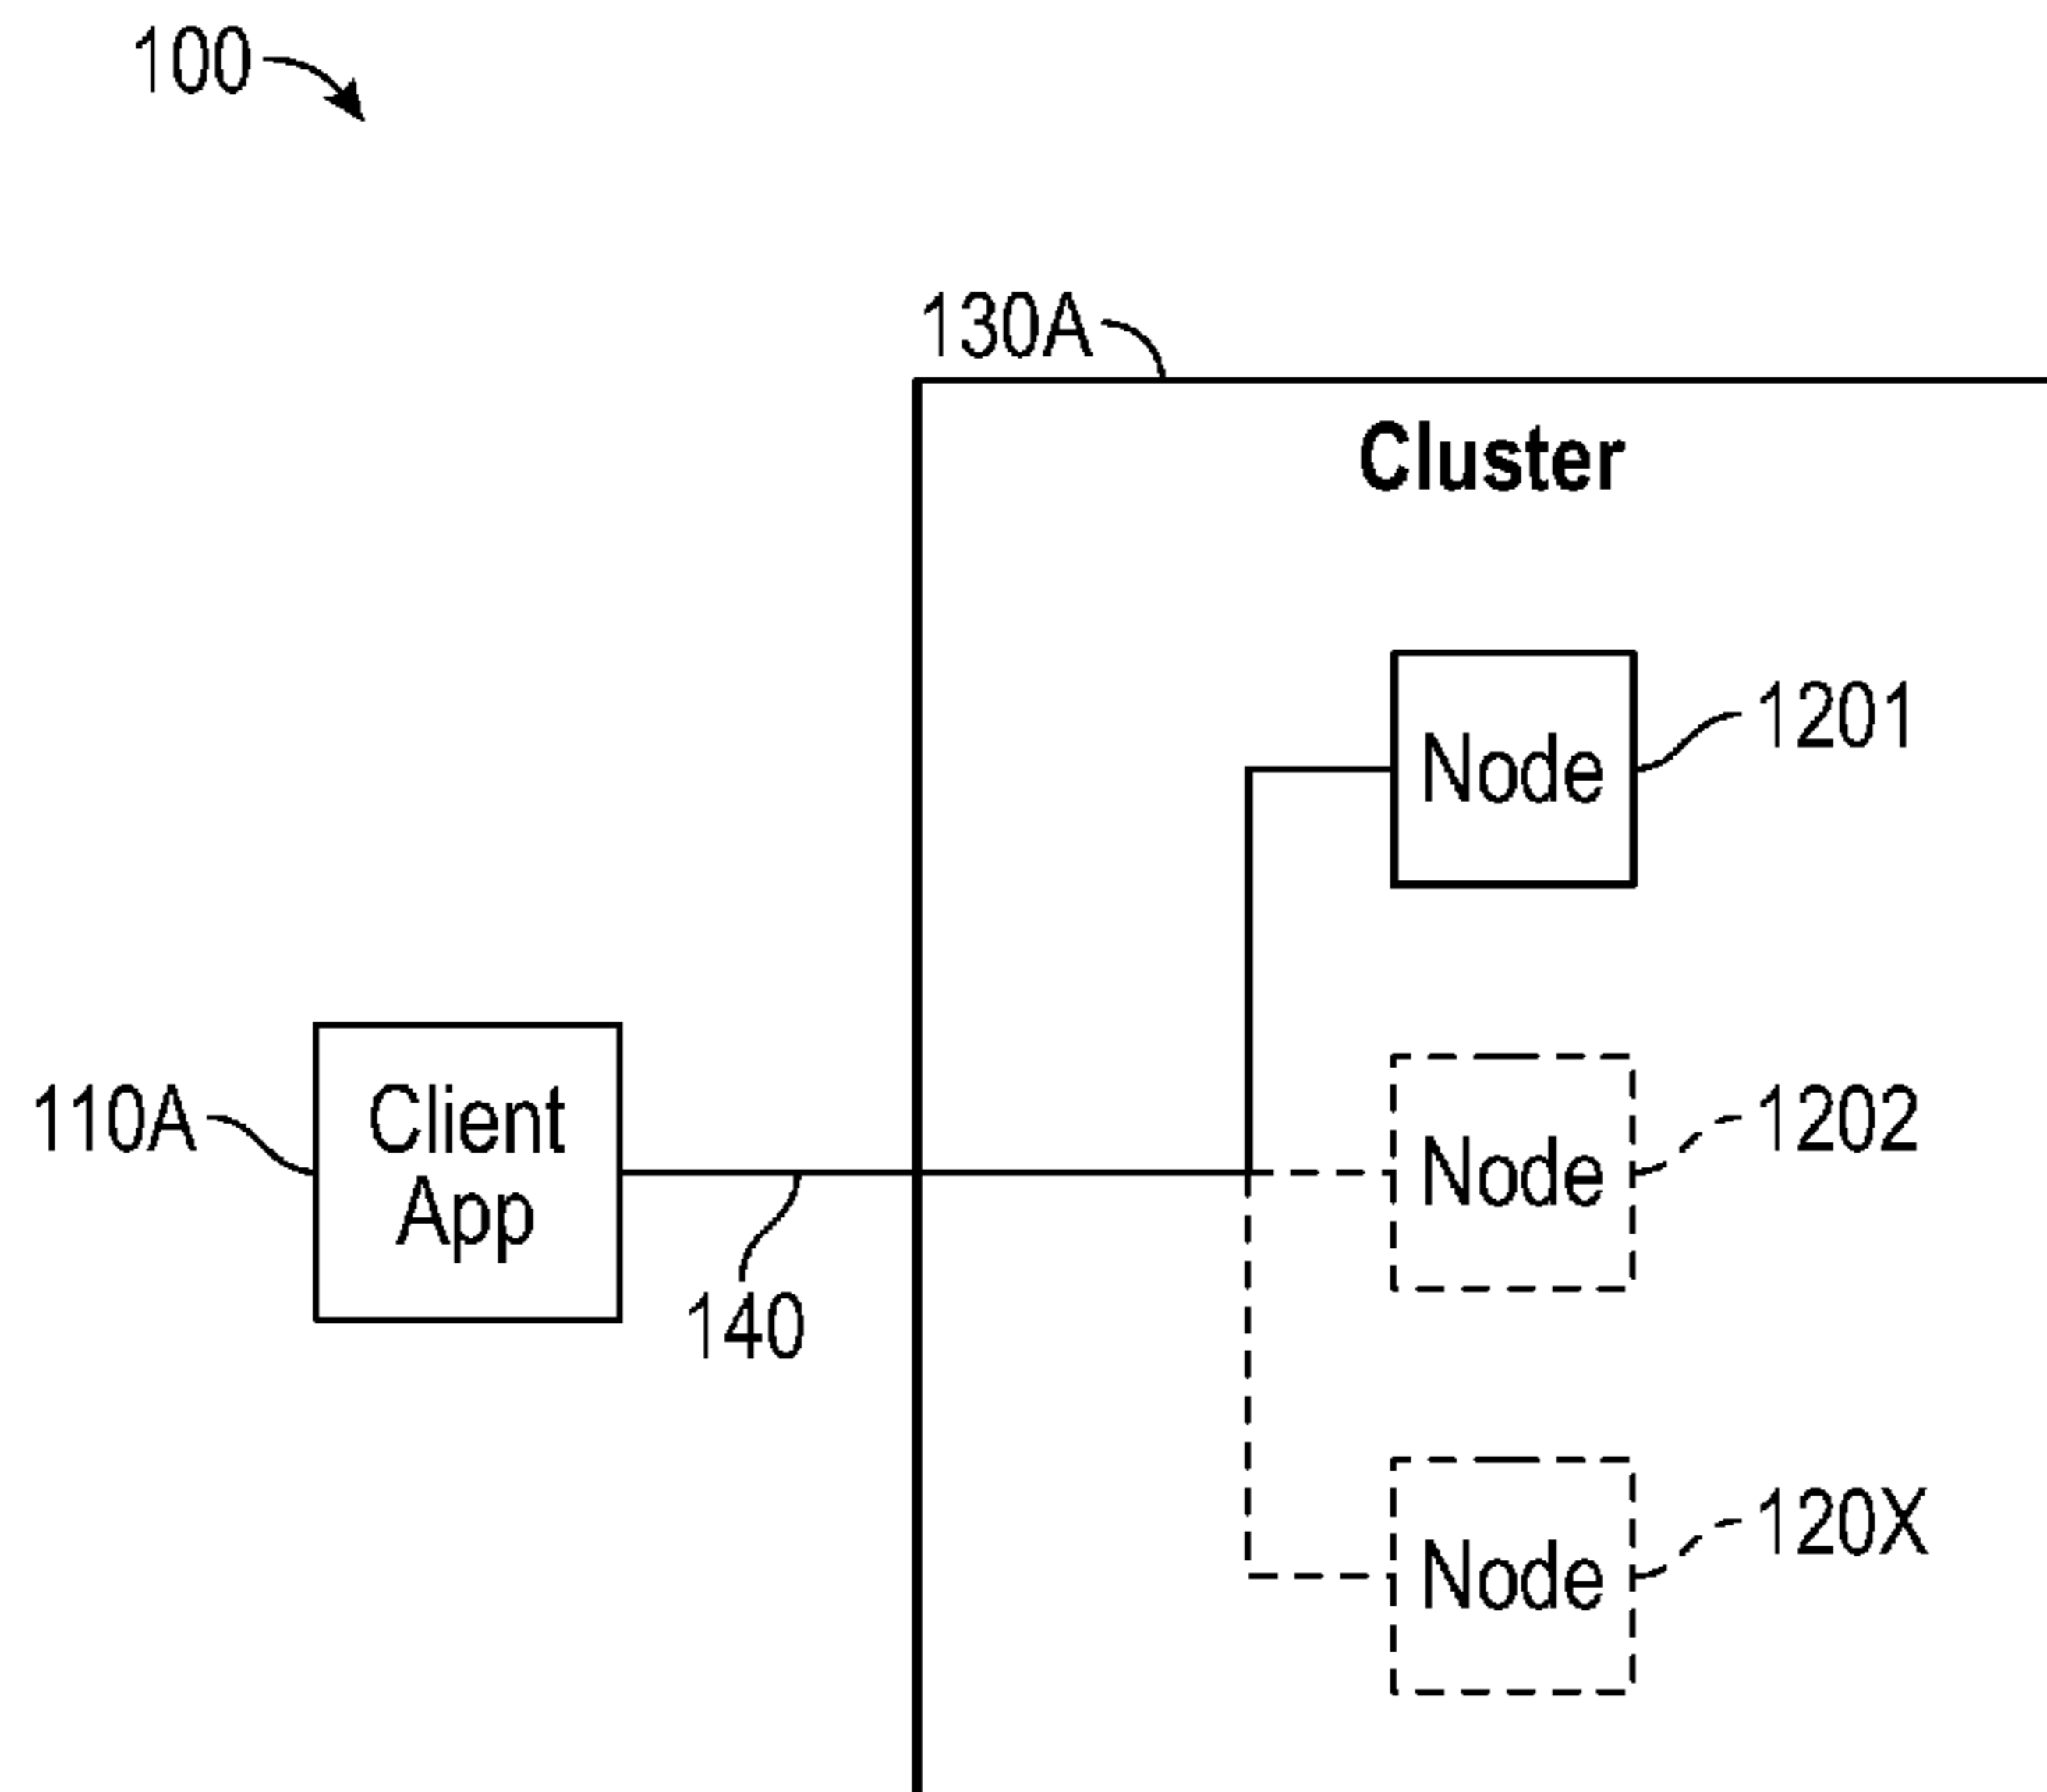 100
130A
Cluster
Node
1201
110A
Client
App
Node
1202
140
Node
120X